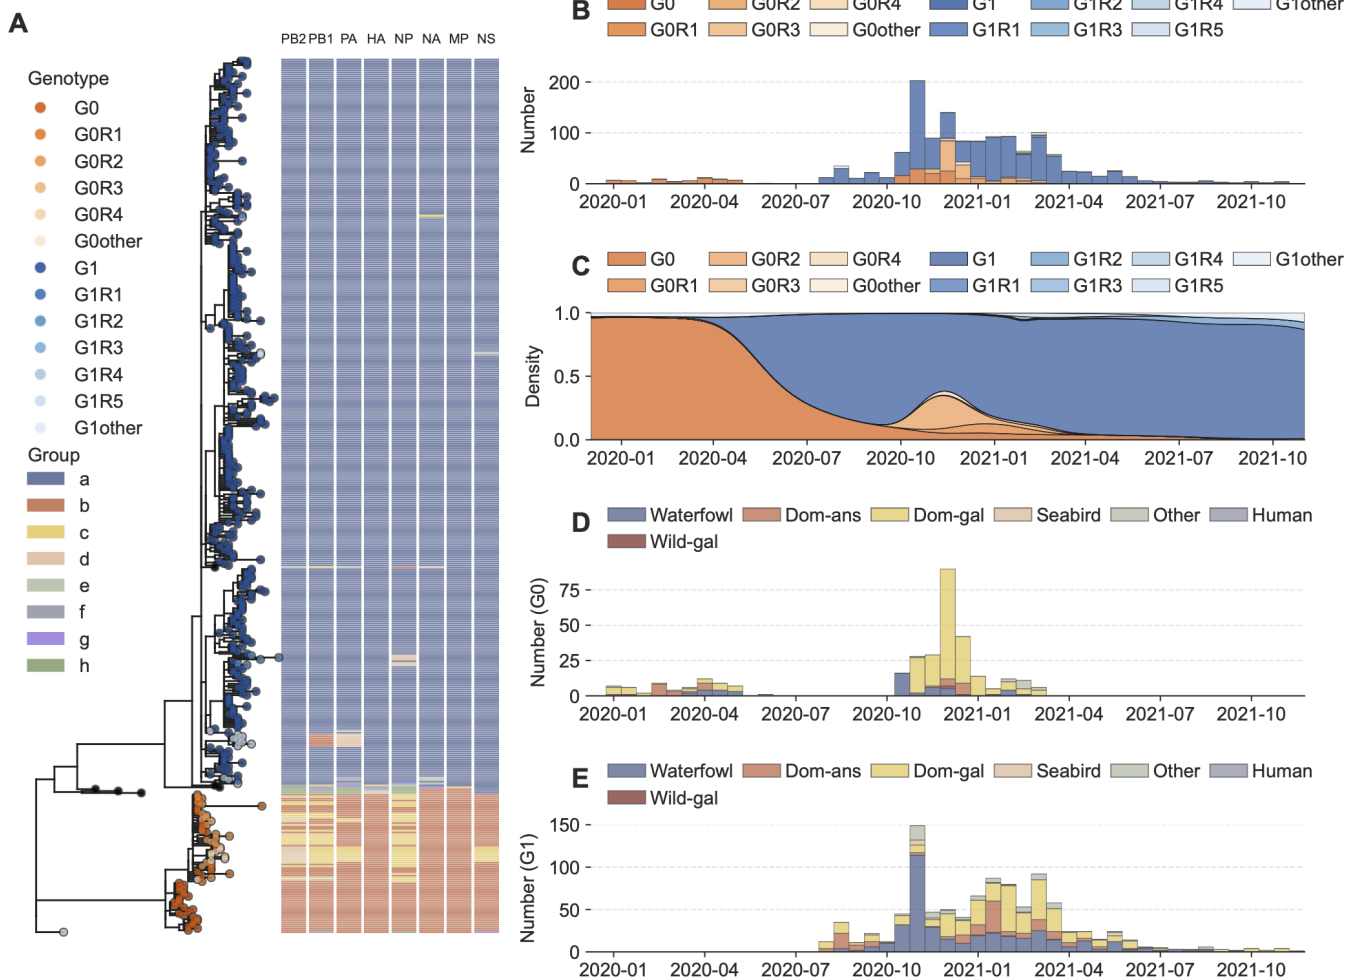 A
PB2 PB1 PA HA NP NA MP NS
Genotype
G0
G0R1
G0R2
G0R3
G0R4
G0other
G1
G1R1
G1R2
G1R3
G1R4
G1R5
G1other
Group
a
b
c
d
e
f
g
h
B
G0 G0R2 G0R4 G1 G1R2 G1R4 G1other
G0R1 G0R3 G0other G1R1 G1R3 G1R5
Number
200
100
0
2020-01 2020-04 2020-07 2020-10 2021-01 2021-04 2021-07 2021-10
C
G0 G0R2 G0R4 G1 G1R2 G1R4 G1other
G0R1 G0R3 G0other G1R1 G1R3 G1R5
Density
1.0
0.5
0.0
2020-01 2020-04 2020-07 2020-10 2021-01 2021-04 2021-07 2021-10
D
Waterfowl Dom-ans Dom-gal Seabird Other Human
Wild-gal
Number (G0)
75
50
25
0
2020-01 2020-04 2020-07 2020-10 2021-01 2021-04 2021-07 2021-10
E
Waterfowl Dom-ans Dom-gal Seabird Other Human
Wild-gal
Number (G1)
150
100
50
0
2020-01 2020-04 2020-07 2020-10 2021-01 2021-04 2021-07 2021-10